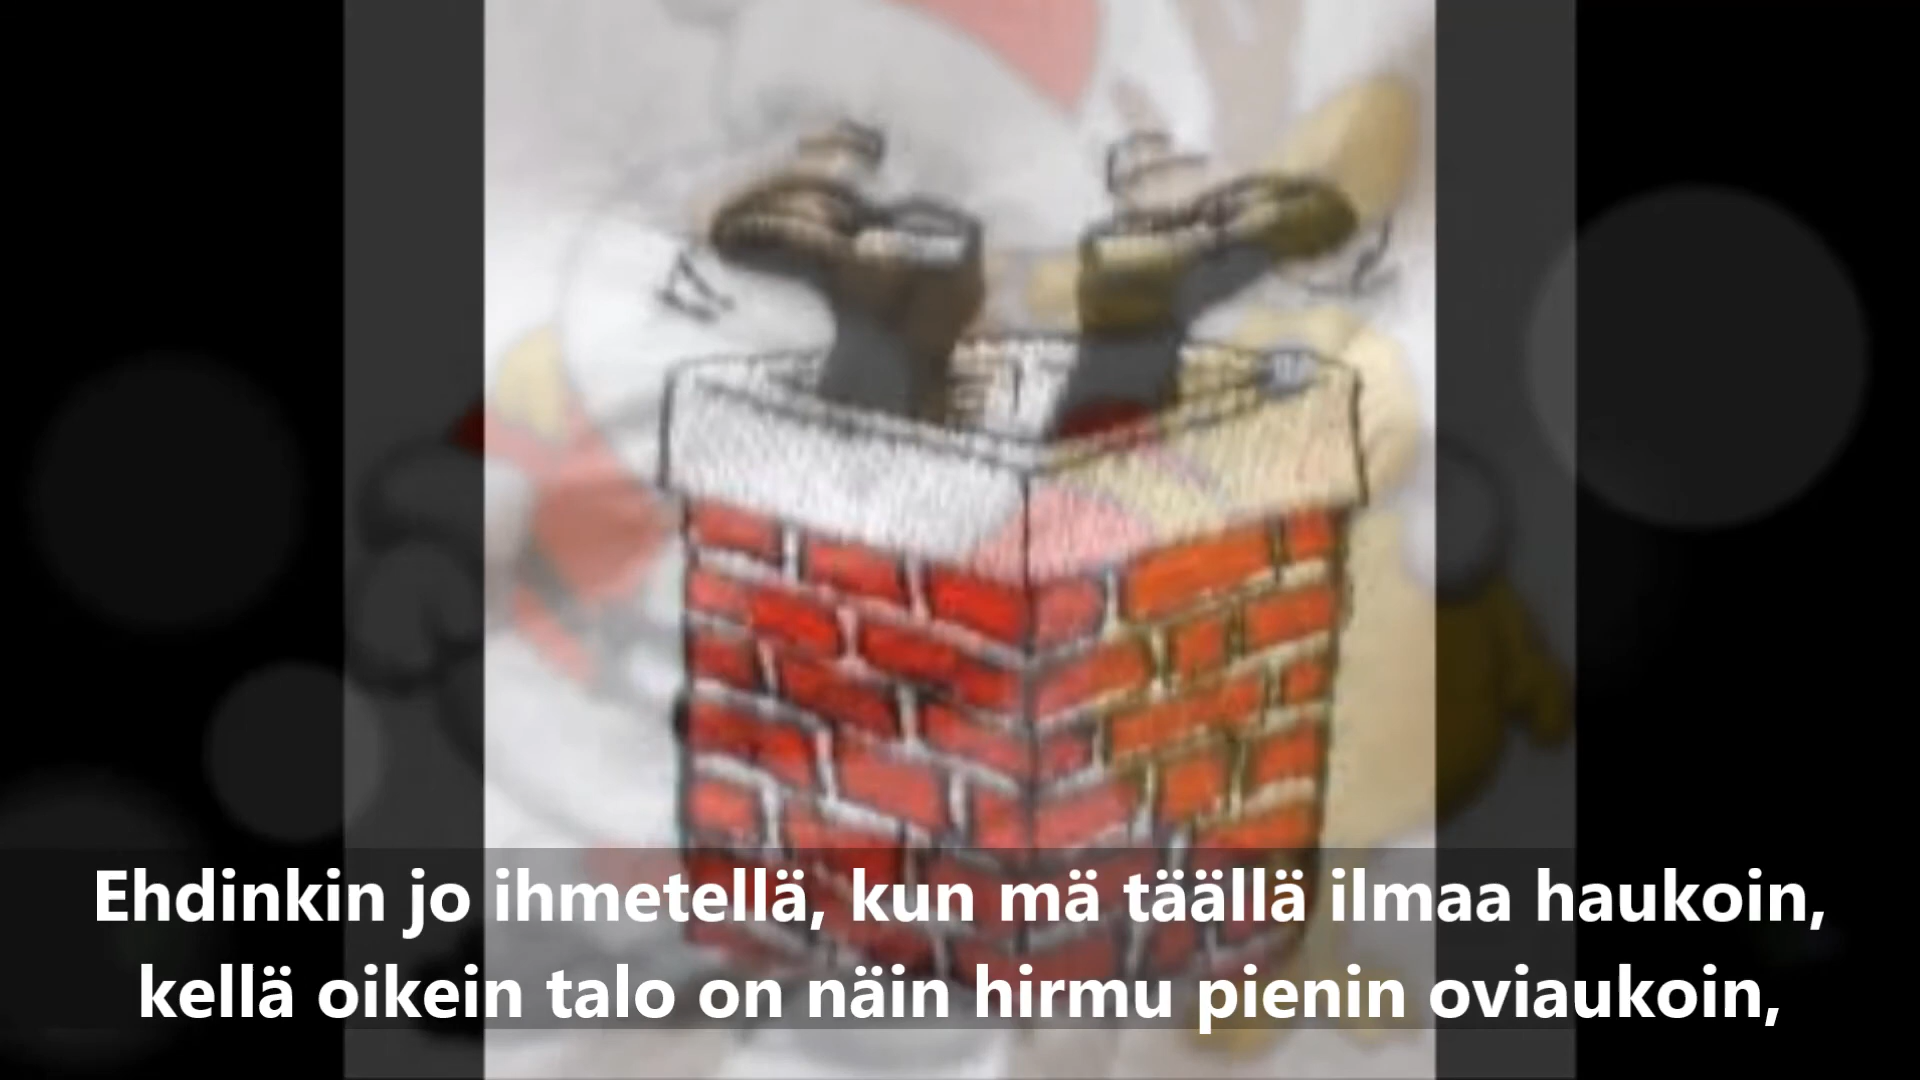 Ehdinkin jo ihmetellä, kun mä täällä ilmaa haukoin,
kellä oikein talo on näin hirmu pienin oviaukoin,